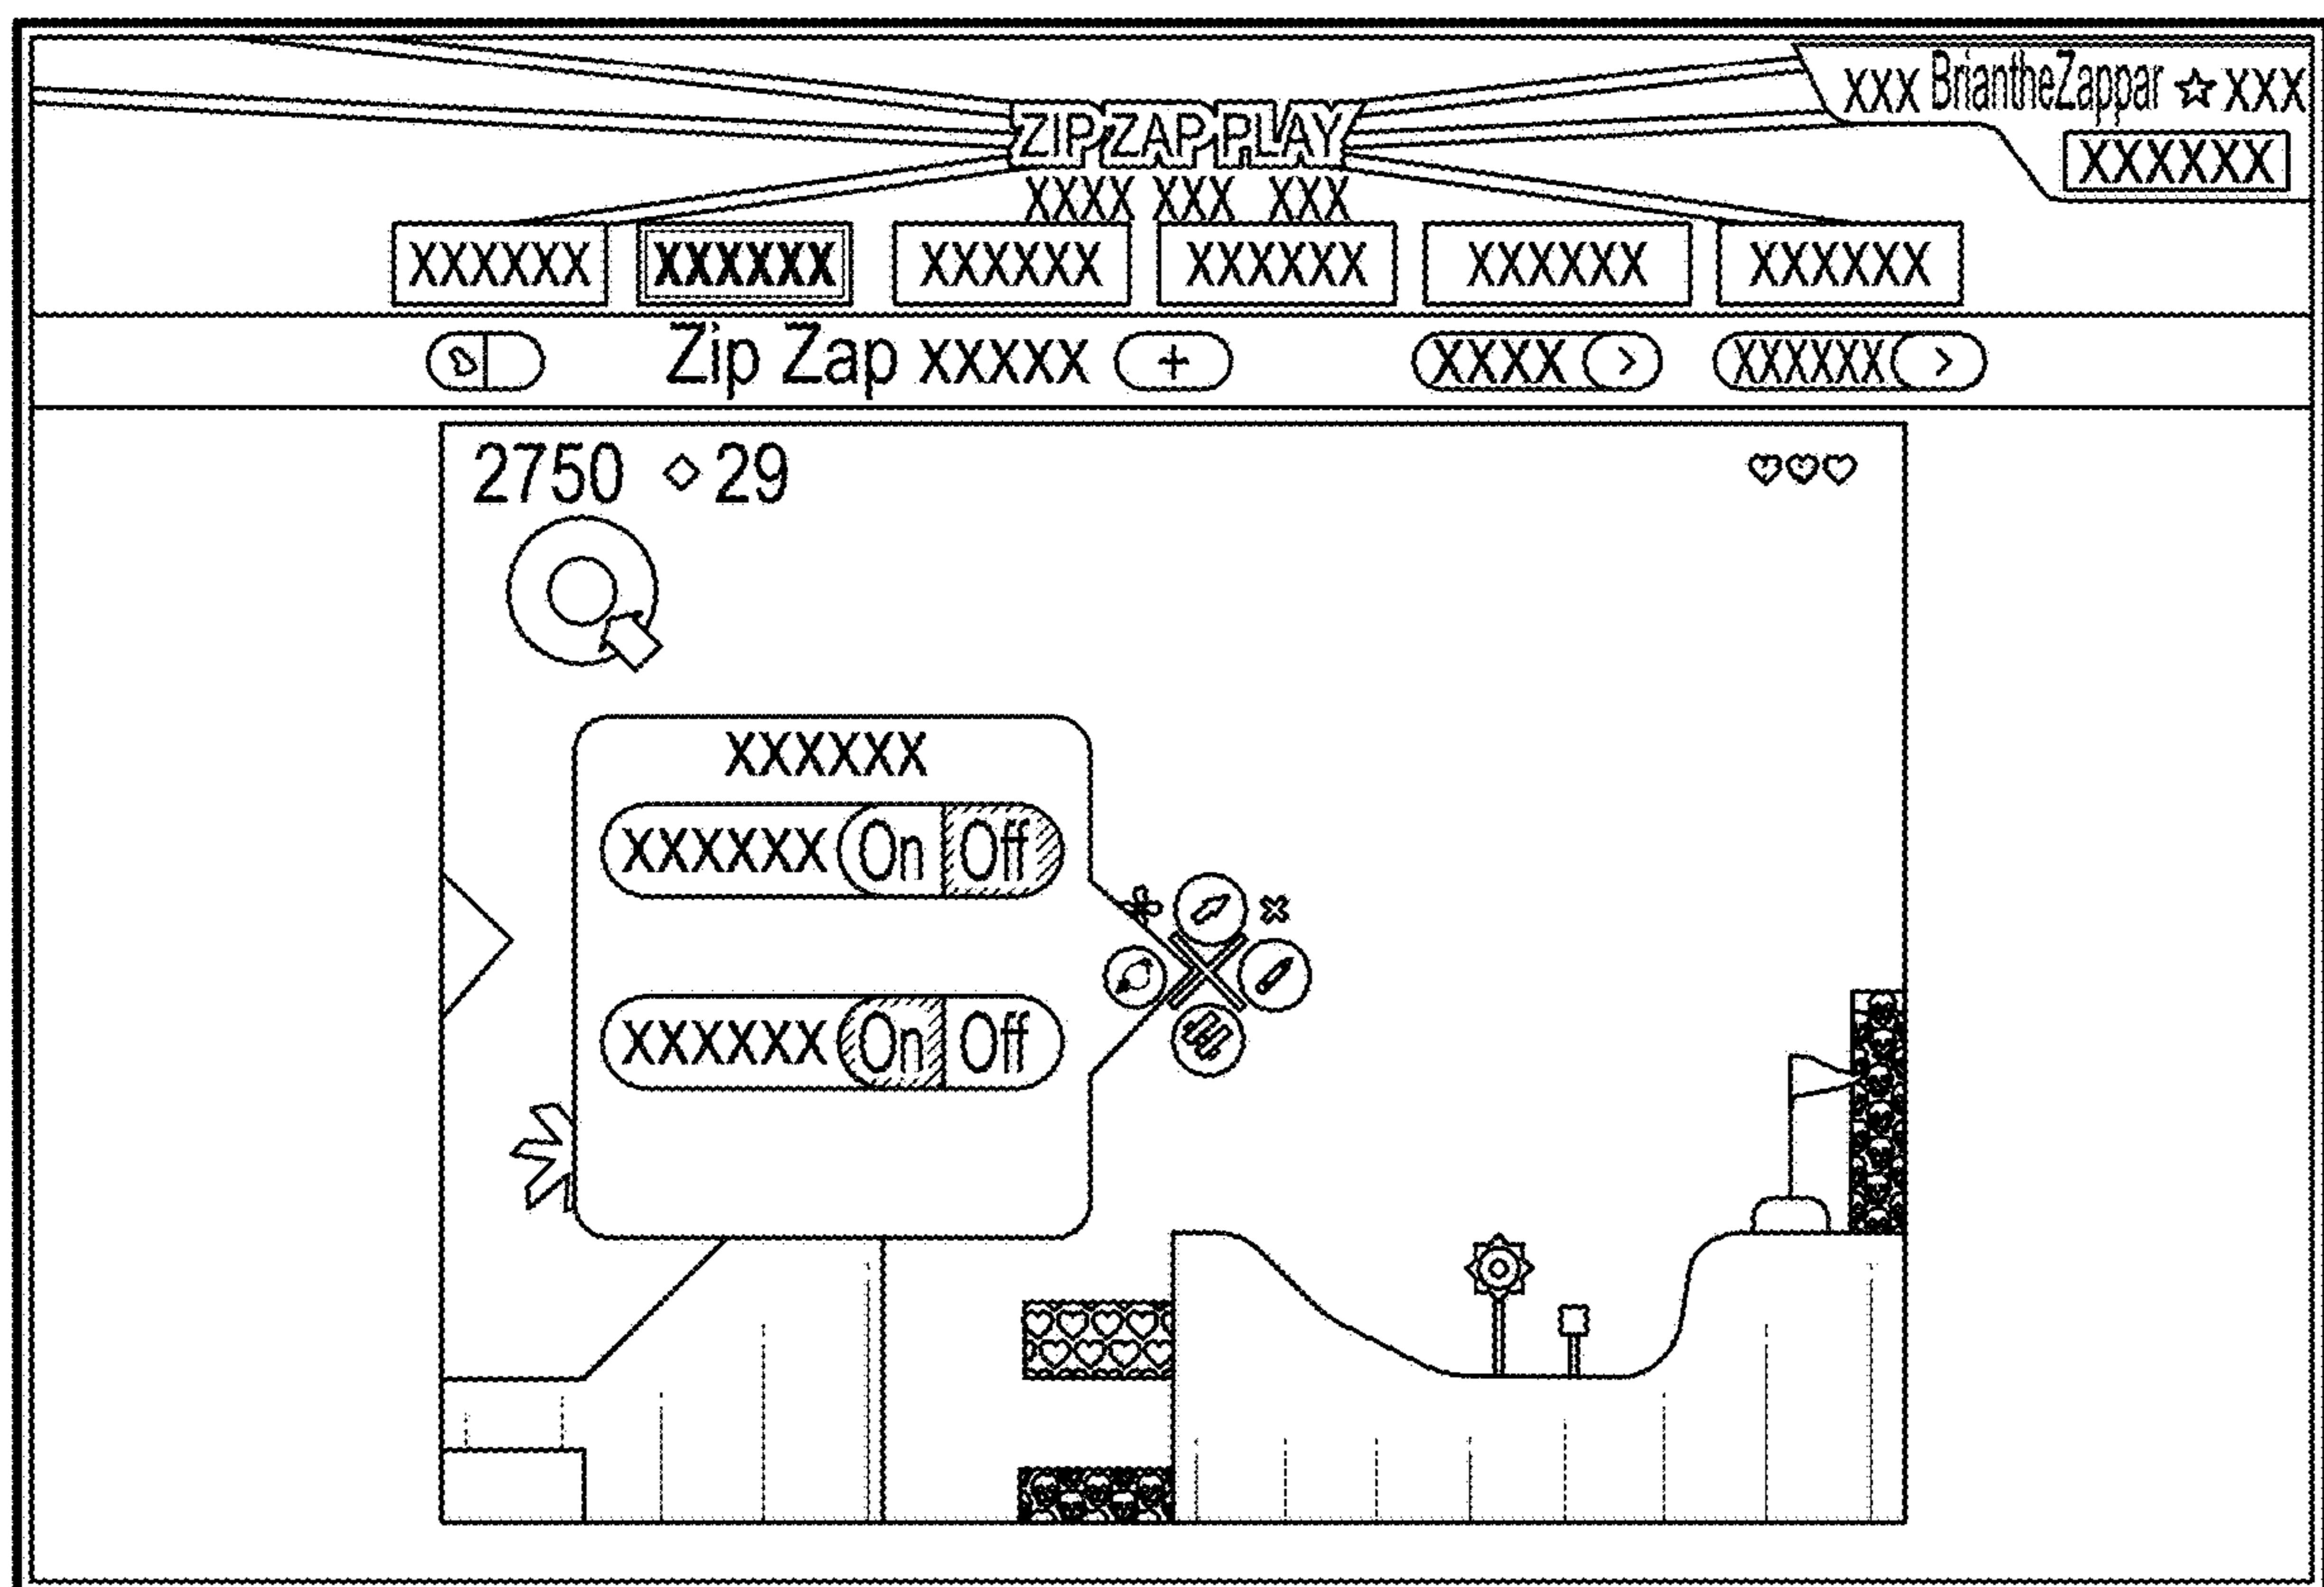 XXX BriantheZappar ☆ XXX
XXXXXX
ZIP ZAP PLAY
XXXX XXX XXX
XXXXXX XXXXXX XXXXXX XXXXXX XXXXXX XXXXXX
Zip Zap XXXXX + XXXX > XXXXXX >
2750 ◇ 29
XXXXXX
XXXXXX On Off
XXXXXX On Off